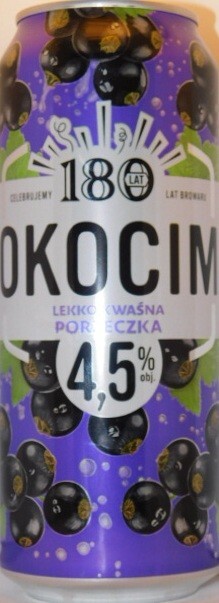 CELEBRUJEMY 180 LAT LAT BROWARU
OKOCIM
LEKKO KWAŚNA
PORZECZKA
4,5% obj.